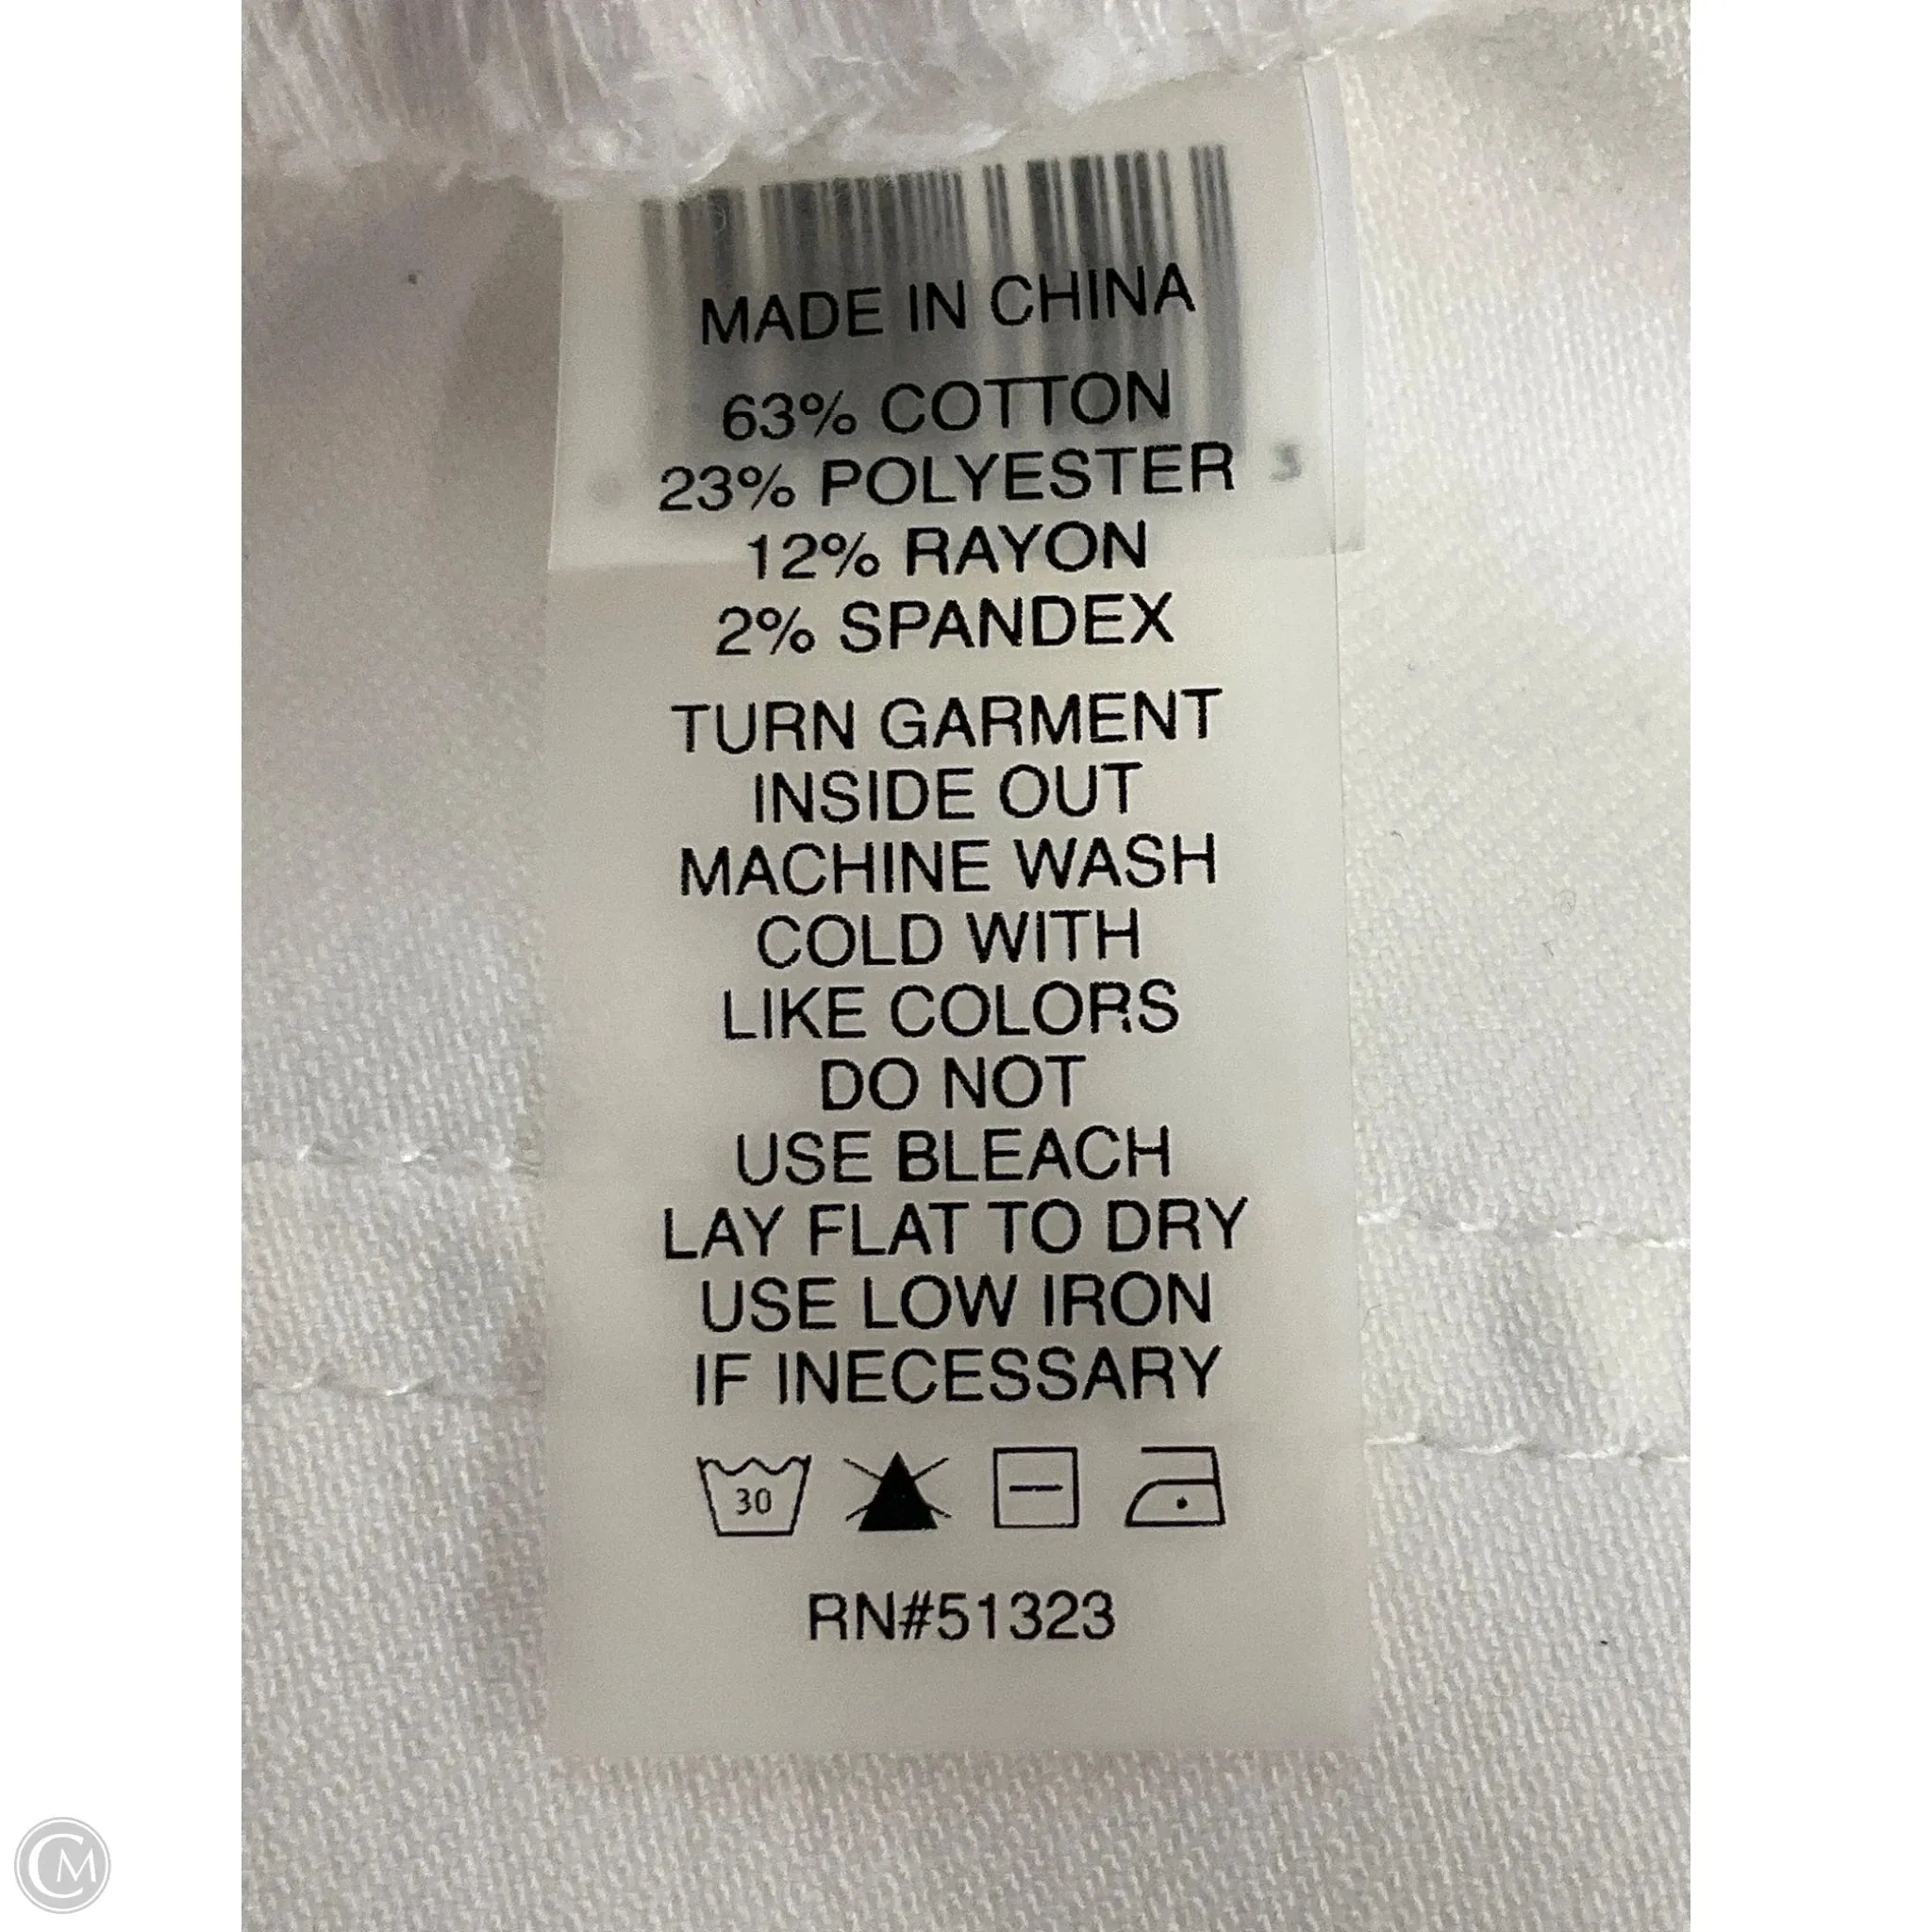 MADE IN CHINA
63% COTTON
23% POLYESTER
12% RAYON
2% SPANDEX
TURN GARMENT
INSIDE OUT
MACHINE WASH
COLD WITH
LIKE COLORS
DO NOT
USE BLEACH
LAY FLAT TO DRY
USE LOW IRON
IF INECESSARY
30
RN#51323
CM